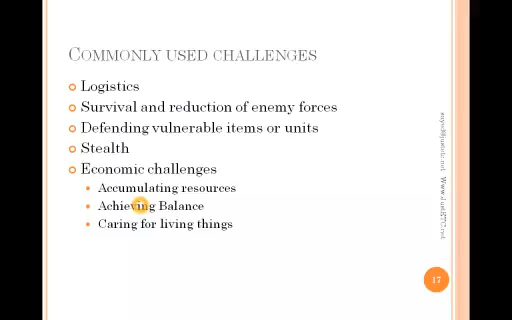 COMMONLY USED CHALLENGES
Logistics
Survival and reduction of enemy forces
Defending vulnerable items or units
Stealth
Economic challenges
Accumulating resources
Achieving Balance
Caring for living things
17